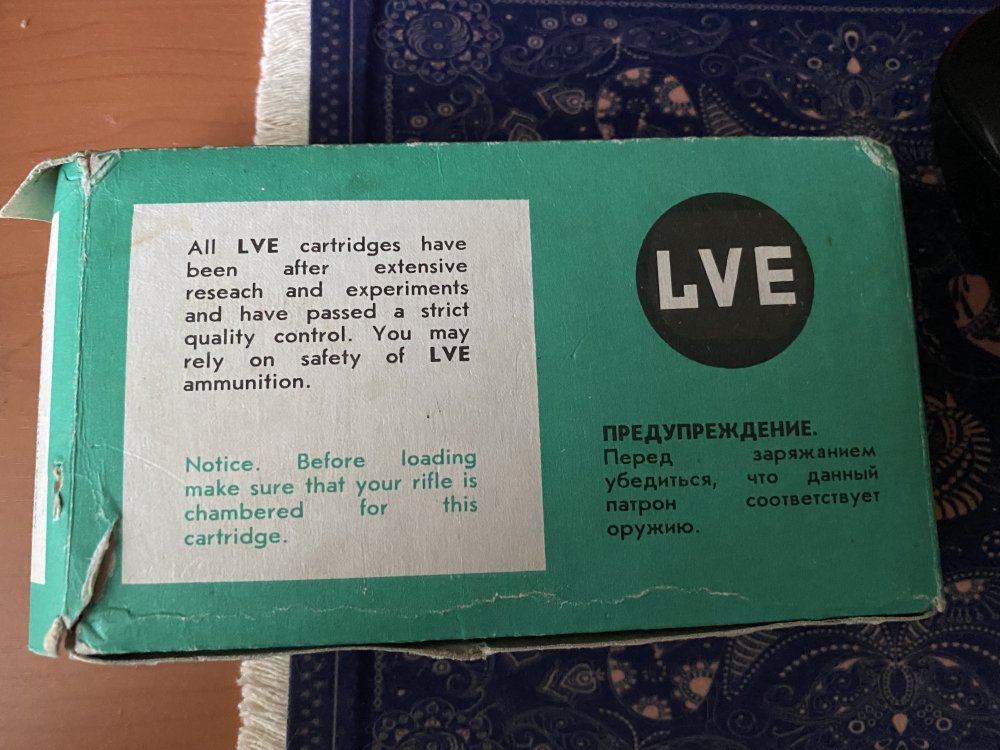 All LVE cartridges have
been after extensive
reseach and experiments
and have passed a strict
quality control. You may
rely on safety of LVE
ammunition.
Notice. Before loading
make sure that your rifle is
chambered for this
cartridge.
LVE
ПРЕДУПРЕЖДЕНИЕ.
Перед заряжанием
убедиться, что данный
патрон соответствует
оружию.